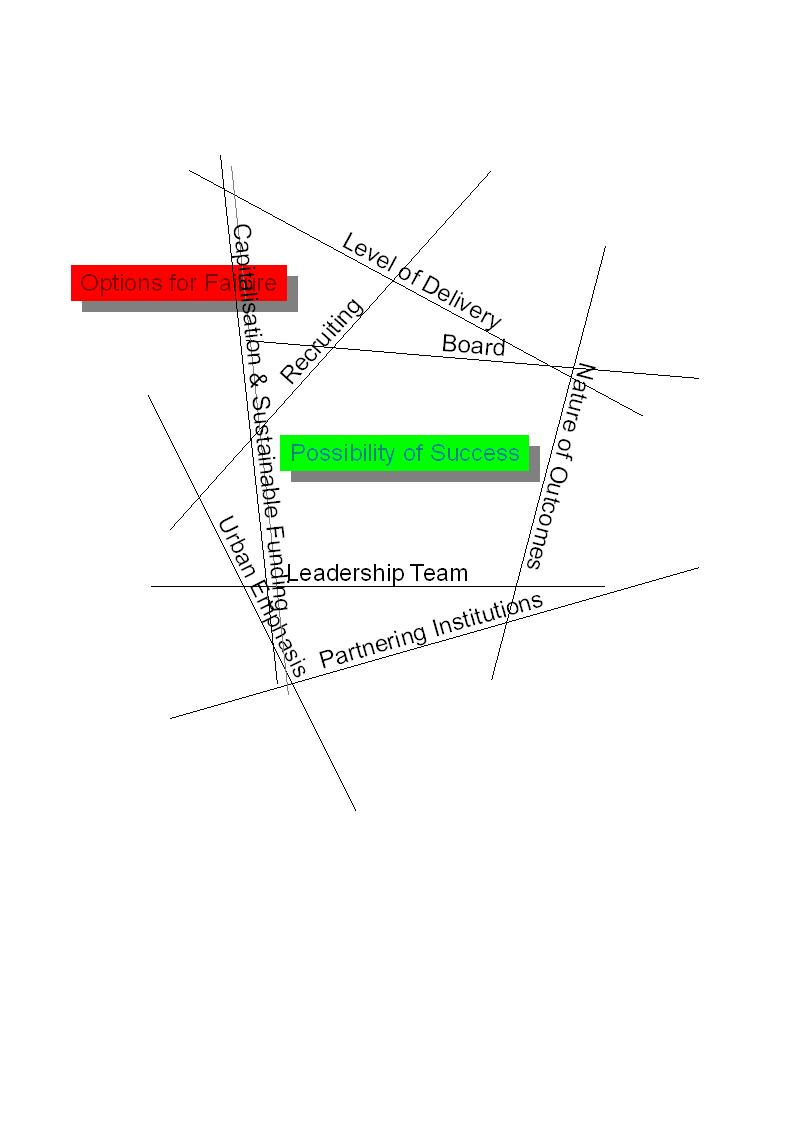 Level of Delivery
Capitalisation & Sustainable Funding
Options for Failure
Recruiting
Board
Nature of Outcomes
Possibility of Success
Urban Emphasis
Leadership Team
Partnering Institutions